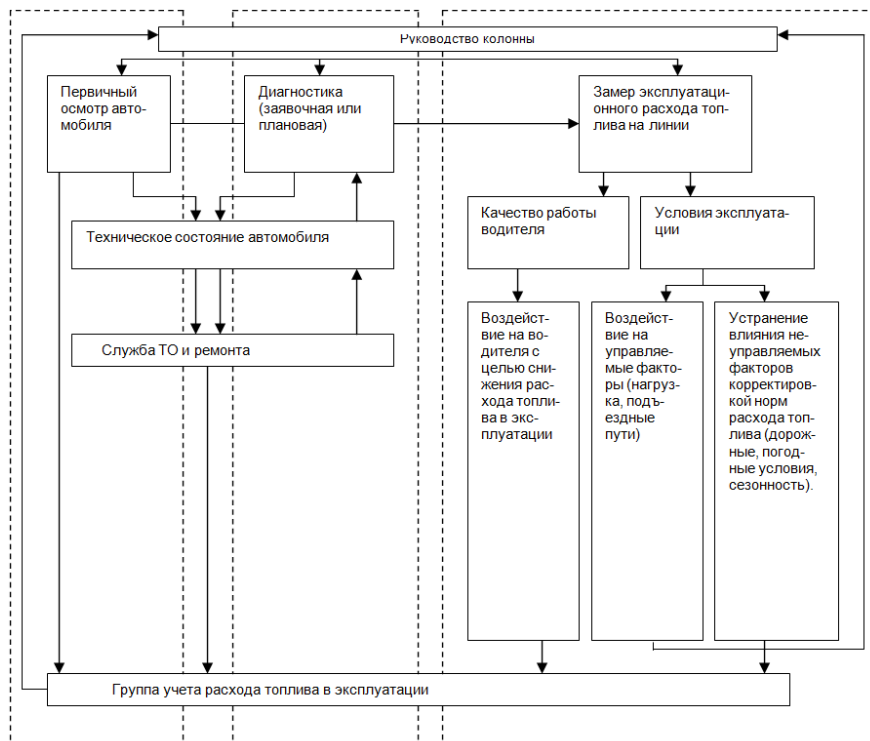 Руководство колонны
Первичный
осмотр авто-
мобиля
Диагностика
(заявочная или
плановая)
Замер эксплуатаци-
онного расхода топ-
лива на линии
Качество работы
водителя
Условия эксплуата-
ции
Техническое состояние автомобиля
Служба ТО и ремонта
Воздейст-
вие на во-
дителя с
целью сни-
жения рас-
хода топли-
ва в экс-
плуатации
Воздейст-
вие на
управляе-
мые факто-
ры (нагруз-
ка, подъ-
ездные
пути)
Устранение
влияния не-
управляемых
факторов
корректиров-
кой норм
расхода топ-
лива (дорож-
ные, погод-
ные условия,
сезонность).
Группа учета расхода топлива в эксплуатации